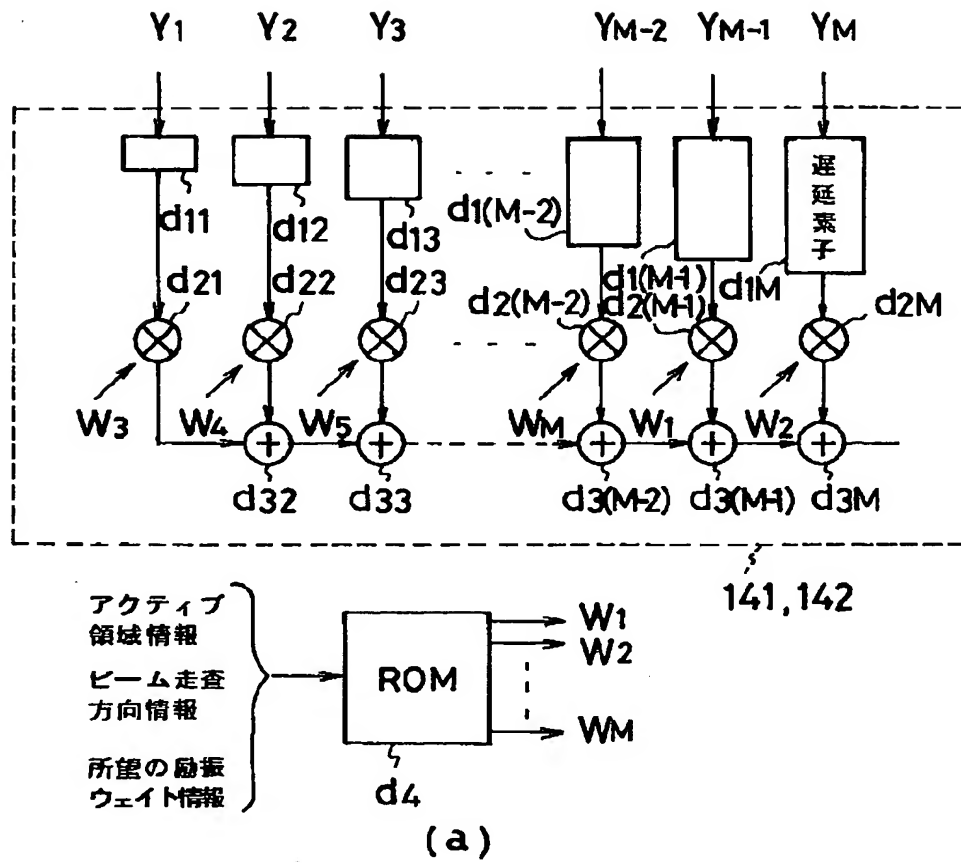 Y1 Y2 Y3 YM-2 YM-1 YM
遅延素子
d11 d12 d13 d1(M-2) d1(M-1) d1M
d21 d22 d23 d2(M-2) d2(M-1) d2M
W3 W4 W5 WM W1 W2
d32 d33 d3(M-2) d3(M-1) d3M
141,142
アクティブ
領域情報
ビーム走査
方向情報
所望の励振
ウェイト情報
ROM
d4
W1
W2
WM
(a)